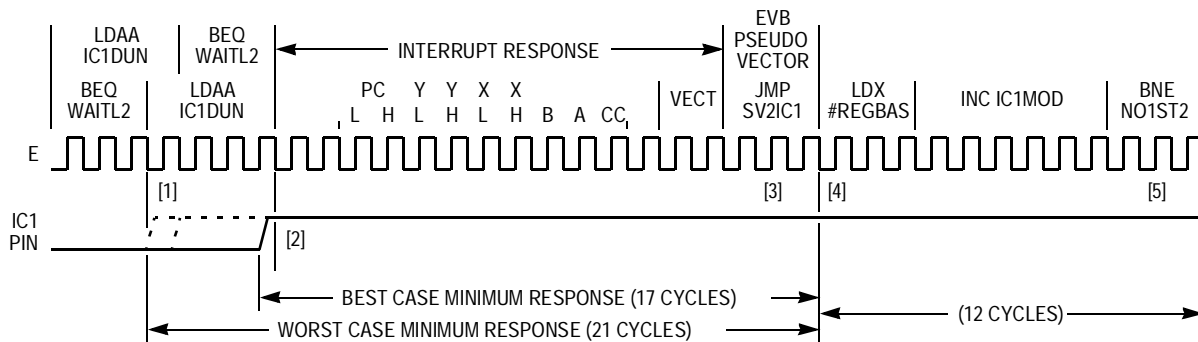 LDAA IC1DUN
BEQ WAITL2
INTERRUPT RESPONSE
EVB PSEUDO VECTOR
BEQ WAITL2
LDAA IC1DUN
PC Y Y X X
L H L H L H B A CC
VECT
JMP SV2IC1
LDX #REGBAS
INC IC1MOD
BNE NO1ST2
E
[1]
[3]
[4]
[5]
IC1 PIN
[2]
BEST CASE MINIMUM RESPONSE (17 CYCLES)
WORST CASE MINIMUM RESPONSE (21 CYCLES)
(12 CYCLES)